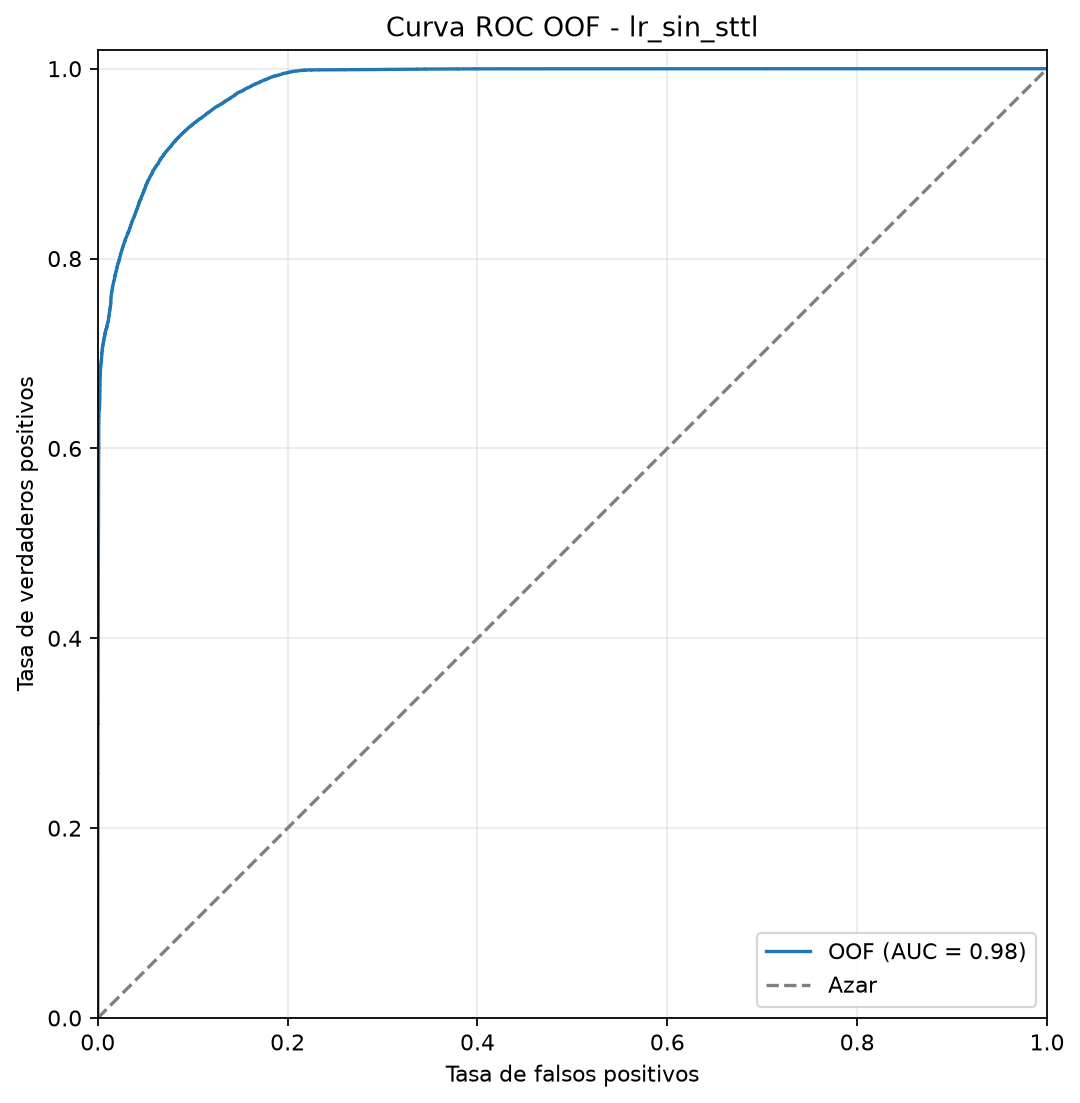 Curva ROC OOF - lr_sin_sttl
Tasa de verdaderos positivos
1.0
0.8
0.6
0.4
0.2
0.0
0.0 0.2 0.4 0.6 0.8 1.0
Tasa de falsos positivos
OOF (AUC = 0.98)
Azar